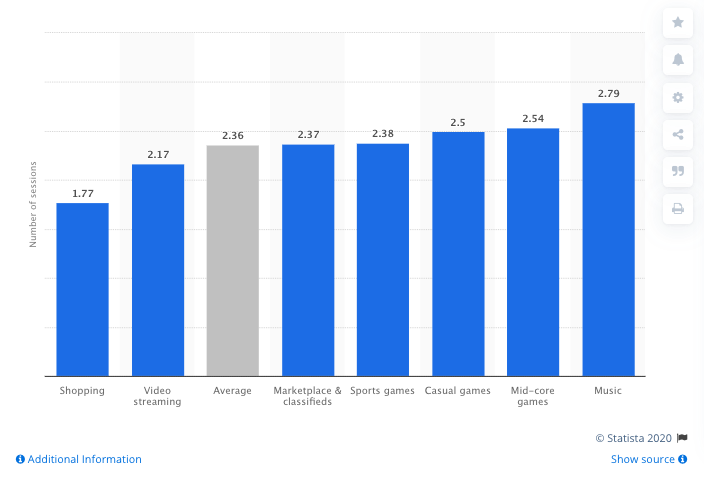 Number of sessions
1.77
2.17
2.36
2.37
2.38
2.5
2.54
2.79
Shopping
Video
streaming
Average
Marketplace &
classifieds
Sports games
Casual games
Mid-core
games
Music
© Statista 2020
Additional Information
Show source